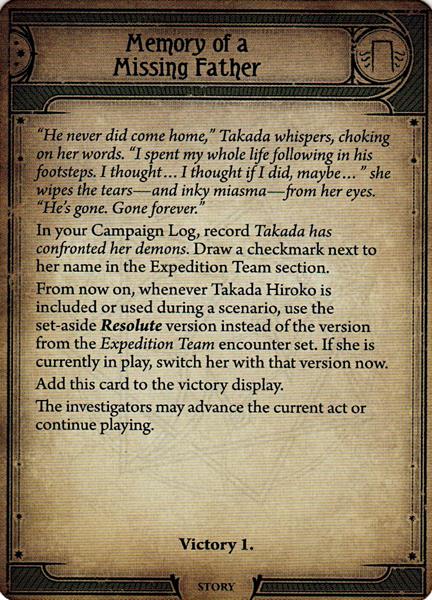 Memory of a
Missing Father
“He never did come home,” Takada whispers, choking
on her words. “I spent my whole life following in his
footsteps. I thought… I thought if I did, maybe…” she
wipes the tears—and inky miasma—from her eyes.
“He’s gone. Gone forever.”
In your Campaign Log, record Takada has
confronted her demons. Draw a checkmark next to
her name in the Expedition Team section.
From now on, whenever Takada Hiroko is
included or used during a scenario, use the
set-aside Resolute version instead of the version
from the Expedition Team encounter set. If she is
currently in play, switch her with that version now.
Add this card to the victory display.
The investigators may advance the current act or
continue playing.
Victory 1.
STORY